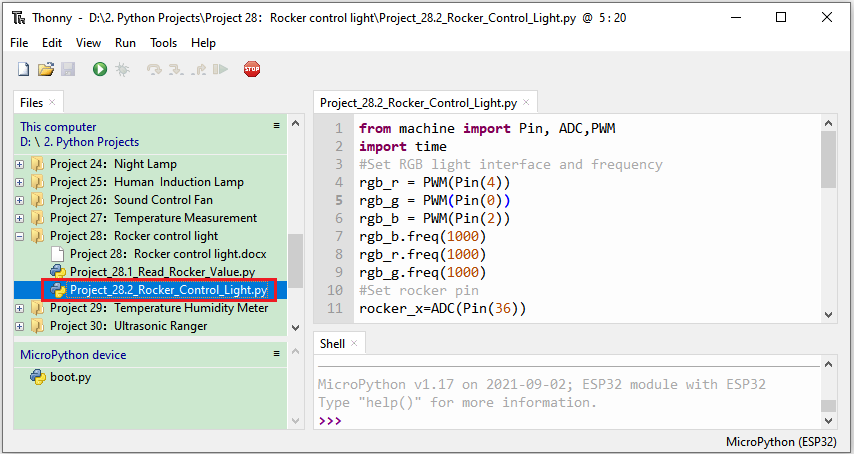 Thonny - D:\2. Python Projects\Project 28：Rocker control light\Project_28.2_Rocker_Control_Light.py @ 5 : 20
File Edit View Run Tools Help
STOP
Files ×
This computer
D: \ 2. Python Projects
Project 24：Night Lamp
Project 25：Human Induction Lamp
Project 26：Sound Control Fan
Project 27：Temperature Measurement
Project 28：Rocker control light
Project 28：Rocker control light.docx
Project_28.1_Read_Rocker_Value.py
Project_28.2_Rocker_Control_Light.py
Project 29：Temperature Humidity Meter
Project 30：Ultrasonic Ranger
MicroPython device
boot.py
Project_28.2_Rocker_Control_Light.py ×
1 from machine import Pin, ADC,PWM
2 import time
3 #Set RGB light interface and frequency
4 rgb_r = PWM(Pin(4))
5 rgb_g = PWM(Pin(0))
6 rgb_b = PWM(Pin(2))
7 rgb_b.freq(1000)
8 rgb_r.freq(1000)
9 rgb_g.freq(1000)
10 #Set rocker pin
11 rocker_x=ADC(Pin(36))
Shell ×
MicroPython v1.17 on 2021-09-02; ESP32 module with ESP32
Type "help()" for more information.
>>>
MicroPython (ESP32)